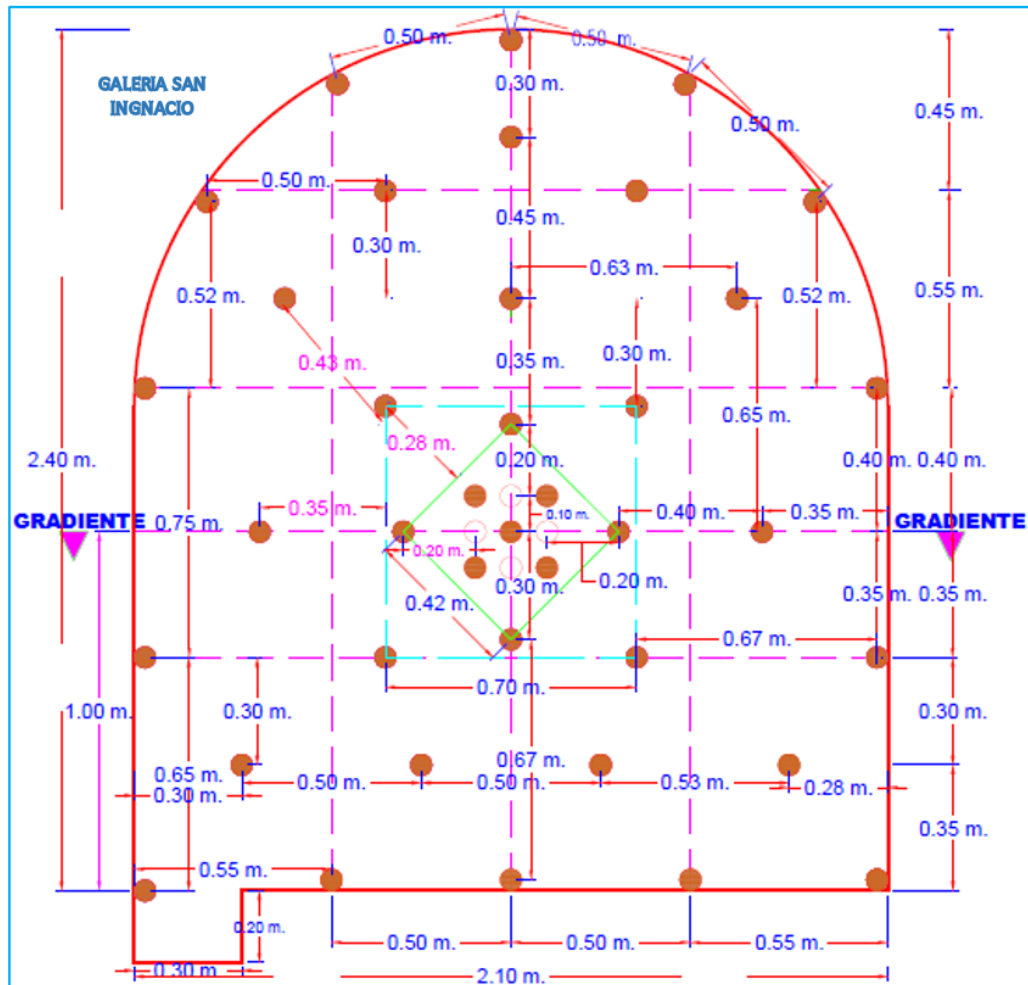 0.50 m.
0.50 m.
GALERIA SAN
INGNACIO
0.30 m.
0.45 m.
0.50 m.
0.50 m.
0.45 m.
0.30 m.
0.63 m.
0.52 m.
0.52 m.
0.55 m.
0.43 m.
0.35 m.
0.30 m.
0.65 m.
0.28 m.
2.40 m.
0.20 m.
0.40 m.
0.40 m.
0.35 m.
0.10 m.
0.40 m.
0.35 m.
GRADIENTE
0.75 m.
GRADIENTE
0.20 m.
0.20 m.
0.30 m.
0.42 m.
0.35 m.
0.35 m.
0.67 m.
0.70 m.
1.00 m.
0.30 m.
0.30 m.
0.67 m.
0.65 m.
0.30 m.
0.50 m.
0.50 m.
0.53 m.
0.28 m.
0.35 m.
0.55 m.
0.20 m.
0.50 m.
0.50 m.
0.55 m.
0.30 m
2.10 m.